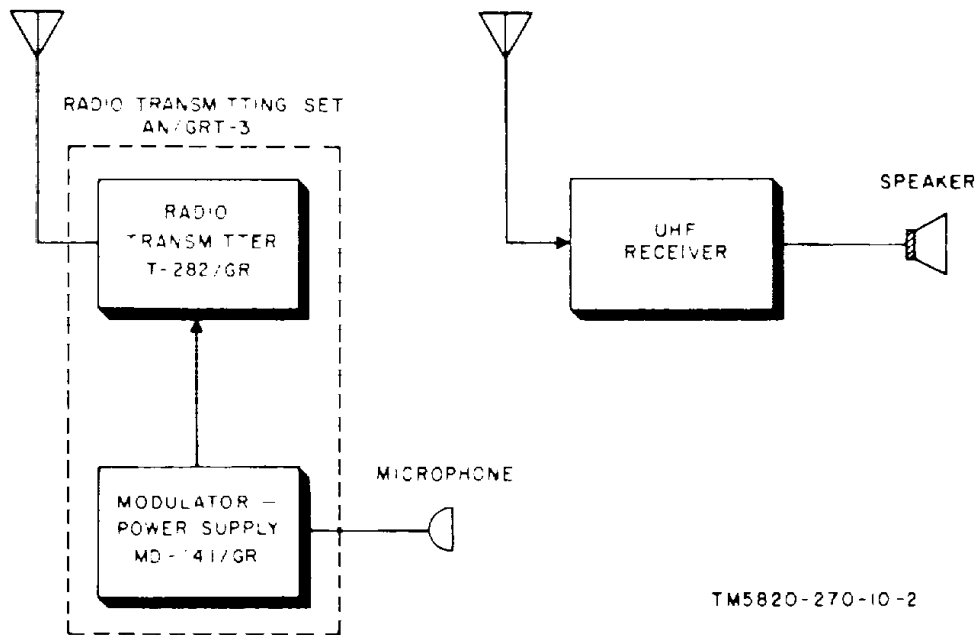 RADIO TRANSMITTING SET
AN/GRT-3
RADIO
TRANSMITTER
T-282/GR
MODULATOR —
POWER SUPPLY
MD-141/GR
MICROPHONE
UHF
RECEIVER
SPEAKER
TM5820-270-10-2